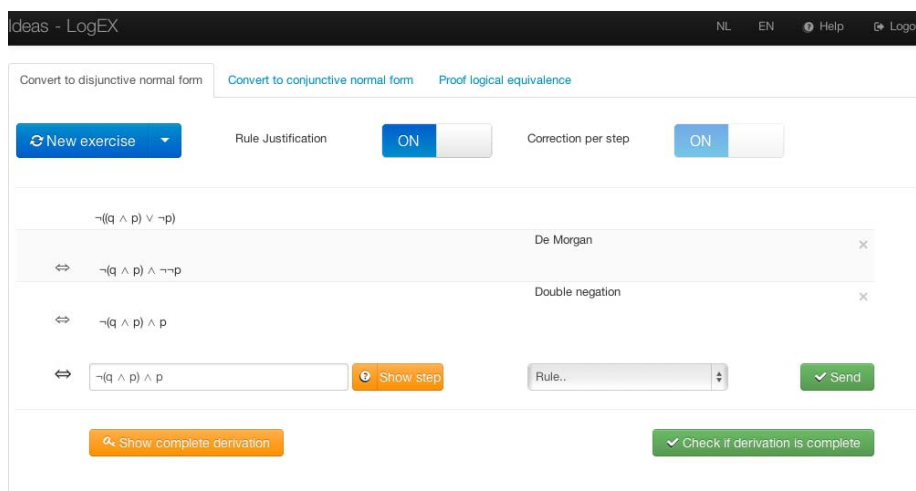 Ideas - LogEX NL EN Help Logo
Convert to disjunctive normal form Convert to conjunctive normal form Proof logical equivalence
New exercise Rule Justification ON Correction per step ON
¬((q ∧ p) ∨ ¬p)
De Morgan
⇔ ¬(q ∧ p) ∧ ¬¬p
Double negation
⇔ ¬(q ∧ p) ∧ p
⇔ ¬(q ∧ p) ∧ p Show step Rule.. Send
Show complete derivation Check if derivation is complete